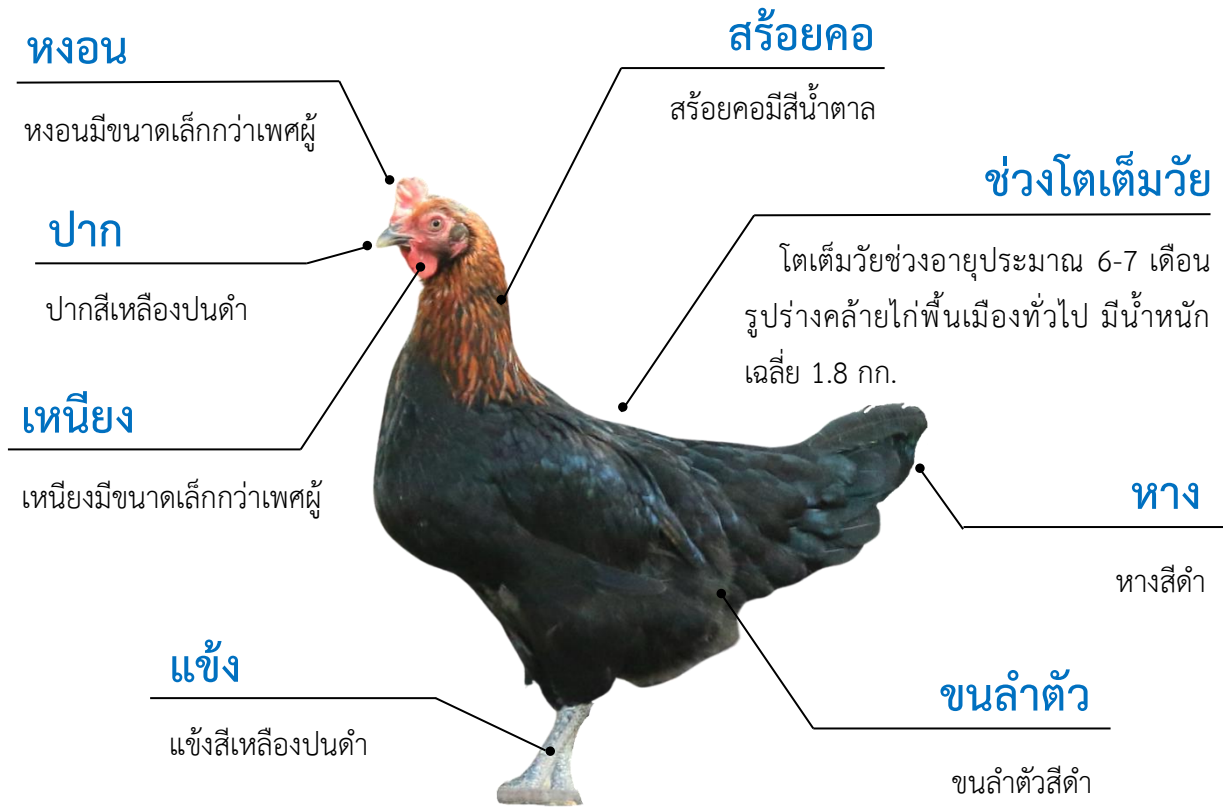 หงอน
หงอนมีขนาดเล็กกว่าเพศผู้
สร้อยคอ
สร้อยคอมีสีน้ำตาล
ช่วงโตเต็มวัย
โตเต็มวัยช่วงอายุประมาณ 6-7 เดือน
รูปร่างคล้ายไก่พื้นเมืองทั่วไป มีน้ำหนัก
เฉลี่ย 1.8 กก.
ปาก
ปากสีเหลืองปนดำ
เหนียง
เหนียงมีขนาดเล็กกว่าเพศผู้
หาง
หางสีดำ
แข้ง
แข้งสีเหลืองปนดำ
ขนลำตัว
ขนลำตัวสีดำ